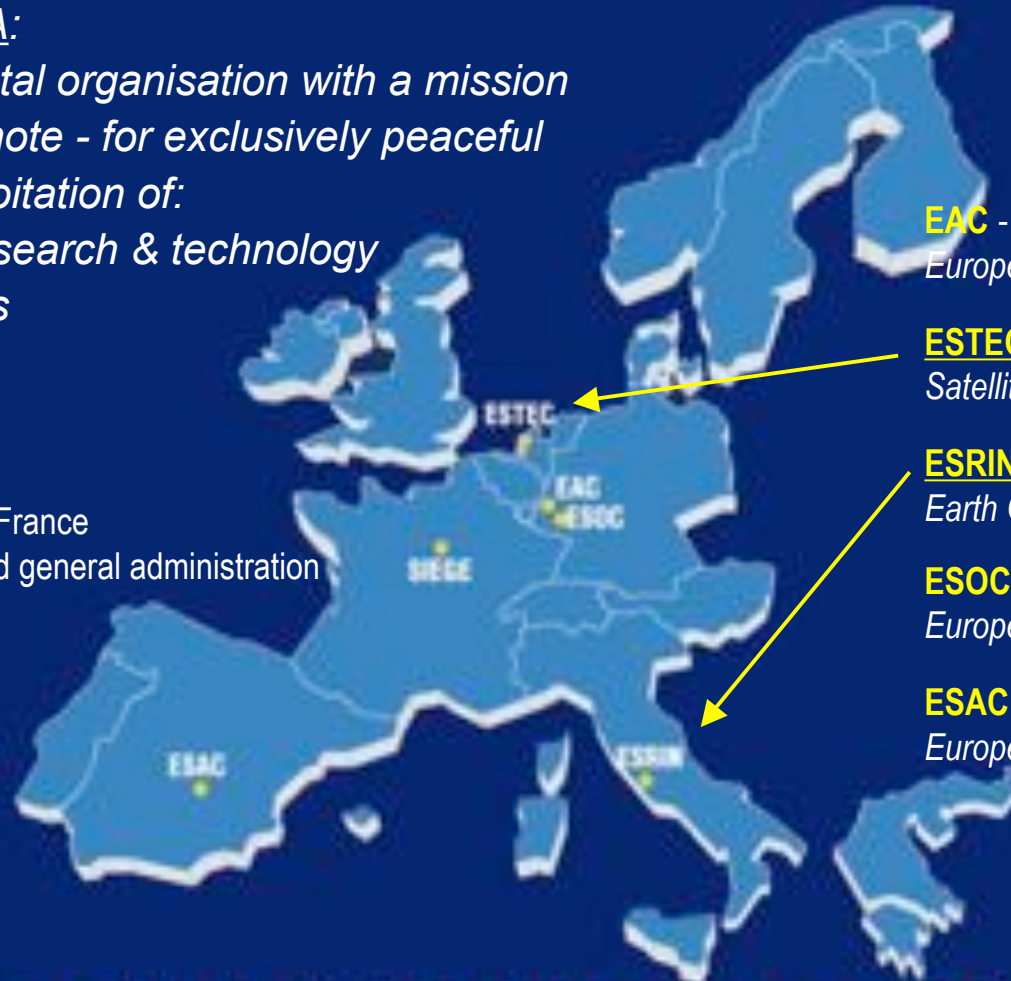 A:
tal organisation with a mission
note - for exclusively peaceful
oitation of:
search & technology
s
France
d general administration
ESTEC
EAC
ESOC
SIEGE
ESAC
ESRIN
EAC -
Europe
ESTEC
Satellit
ESRIN
Earth
ESOC
Europe
ESAC
Europe